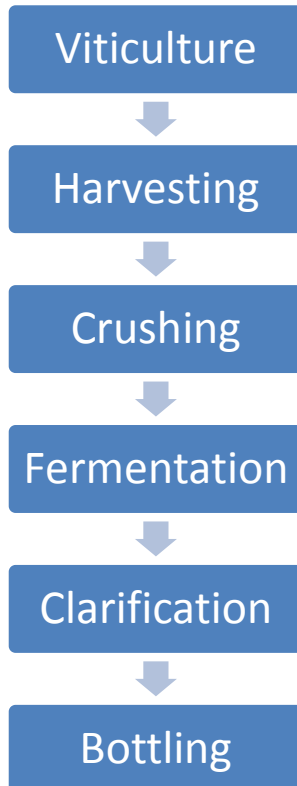 Viticulture
Harvesting
Crushing
Fermentation
Clarification
Bottling